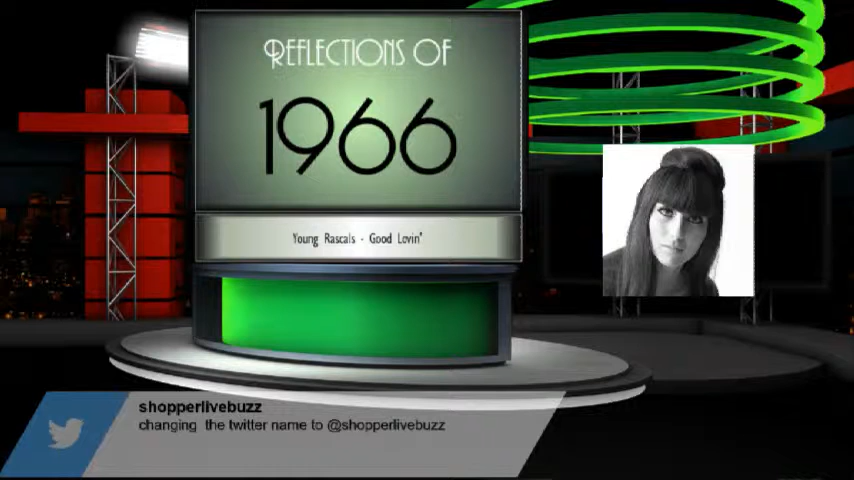 REFLECTIONS OF
1966
Young Rascals - Good Lovin'
shopperlivebuzz
changing the twitter name to @shopperlivebuzz